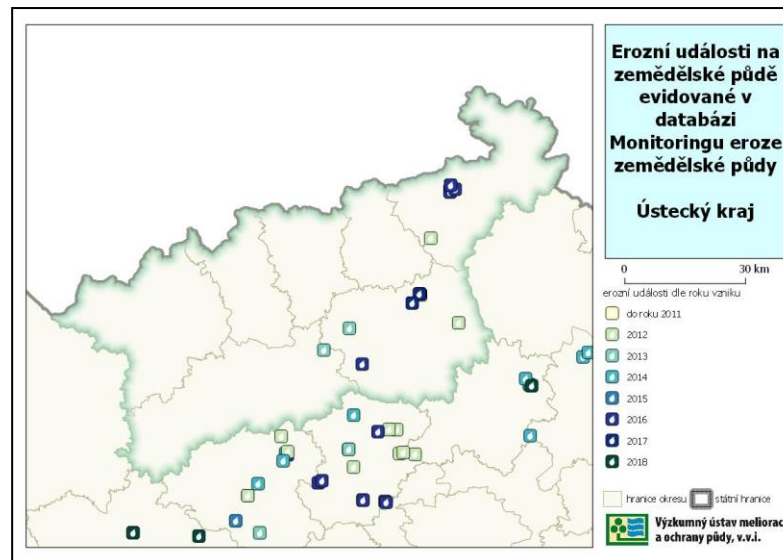 Erozní události na
zemědělské půdě
evidované v
databázi
Monitoringu eroze
zemědělské půdy
Ústecký kraj
0 30 km
erozní události dle roku vzniku
do roku 2011
2012
2013
2014
2015
2016
2017
2018
hranice okresu státní hranice
Výzkumný ústav meliorac
a ochrany půdy, v.v.i.